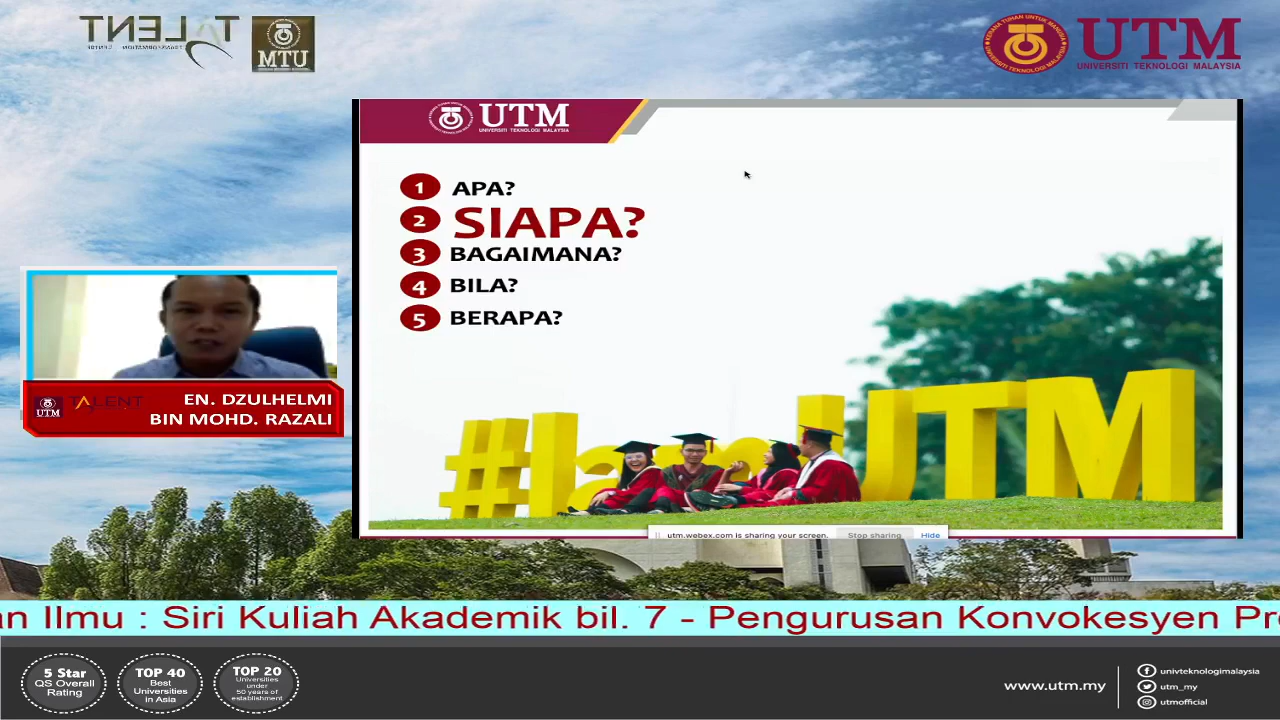 TALENT
MTU
UTM
UNIVERSITI TEKNOLOGI MALAYSIA
UTM
UNIVERSITI TEKNOLOGI MALAYSIA
1 APA?
2 SIAPA?
3 BAGAIMANA?
4 BILA?
5 BERAPA?
#IamUTM
utm.webex.com is sharing your screen. Stop sharing Hide
UTM TALENT
EN. DZULHELMI
BIN MOHD. RAZALI
an Ilmu : Siri Kuliah Akademik bil. 7 - Pengurusan Konvokesyen Pr
5 Star
QS Overall
Rating
TOP 40
Best
Universities
in Asia
TOP 20
Universities
under
50 years of
establishment
www.utm.my
univteknologimalaysia
utm_my
utmofficial